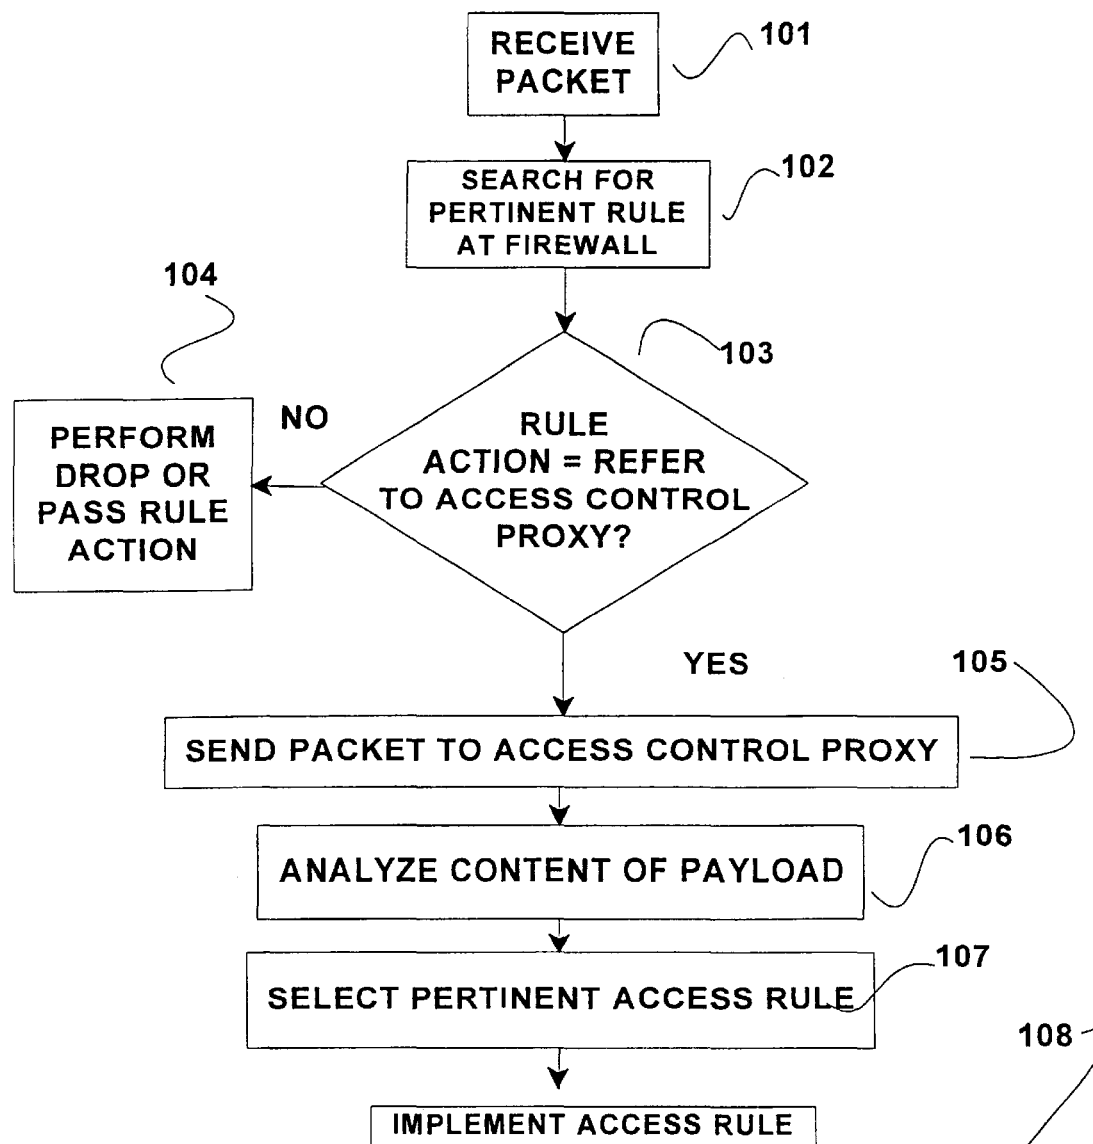 RECEIVE
PACKET
101
SEARCH FOR
PERTINENT RULE
AT FIREWALL
102
104
103
NO
PERFORM
DROP OR
PASS RULE
ACTION
RULE
ACTION = REFER
TO ACCESS CONTROL
PROXY?
YES
105
SEND PACKET TO ACCESS CONTROL PROXY
106
ANALYZE CONTENT OF PAYLOAD
107
SELECT PERTINENT ACCESS RULE
108
IMPLEMENT ACCESS RULE